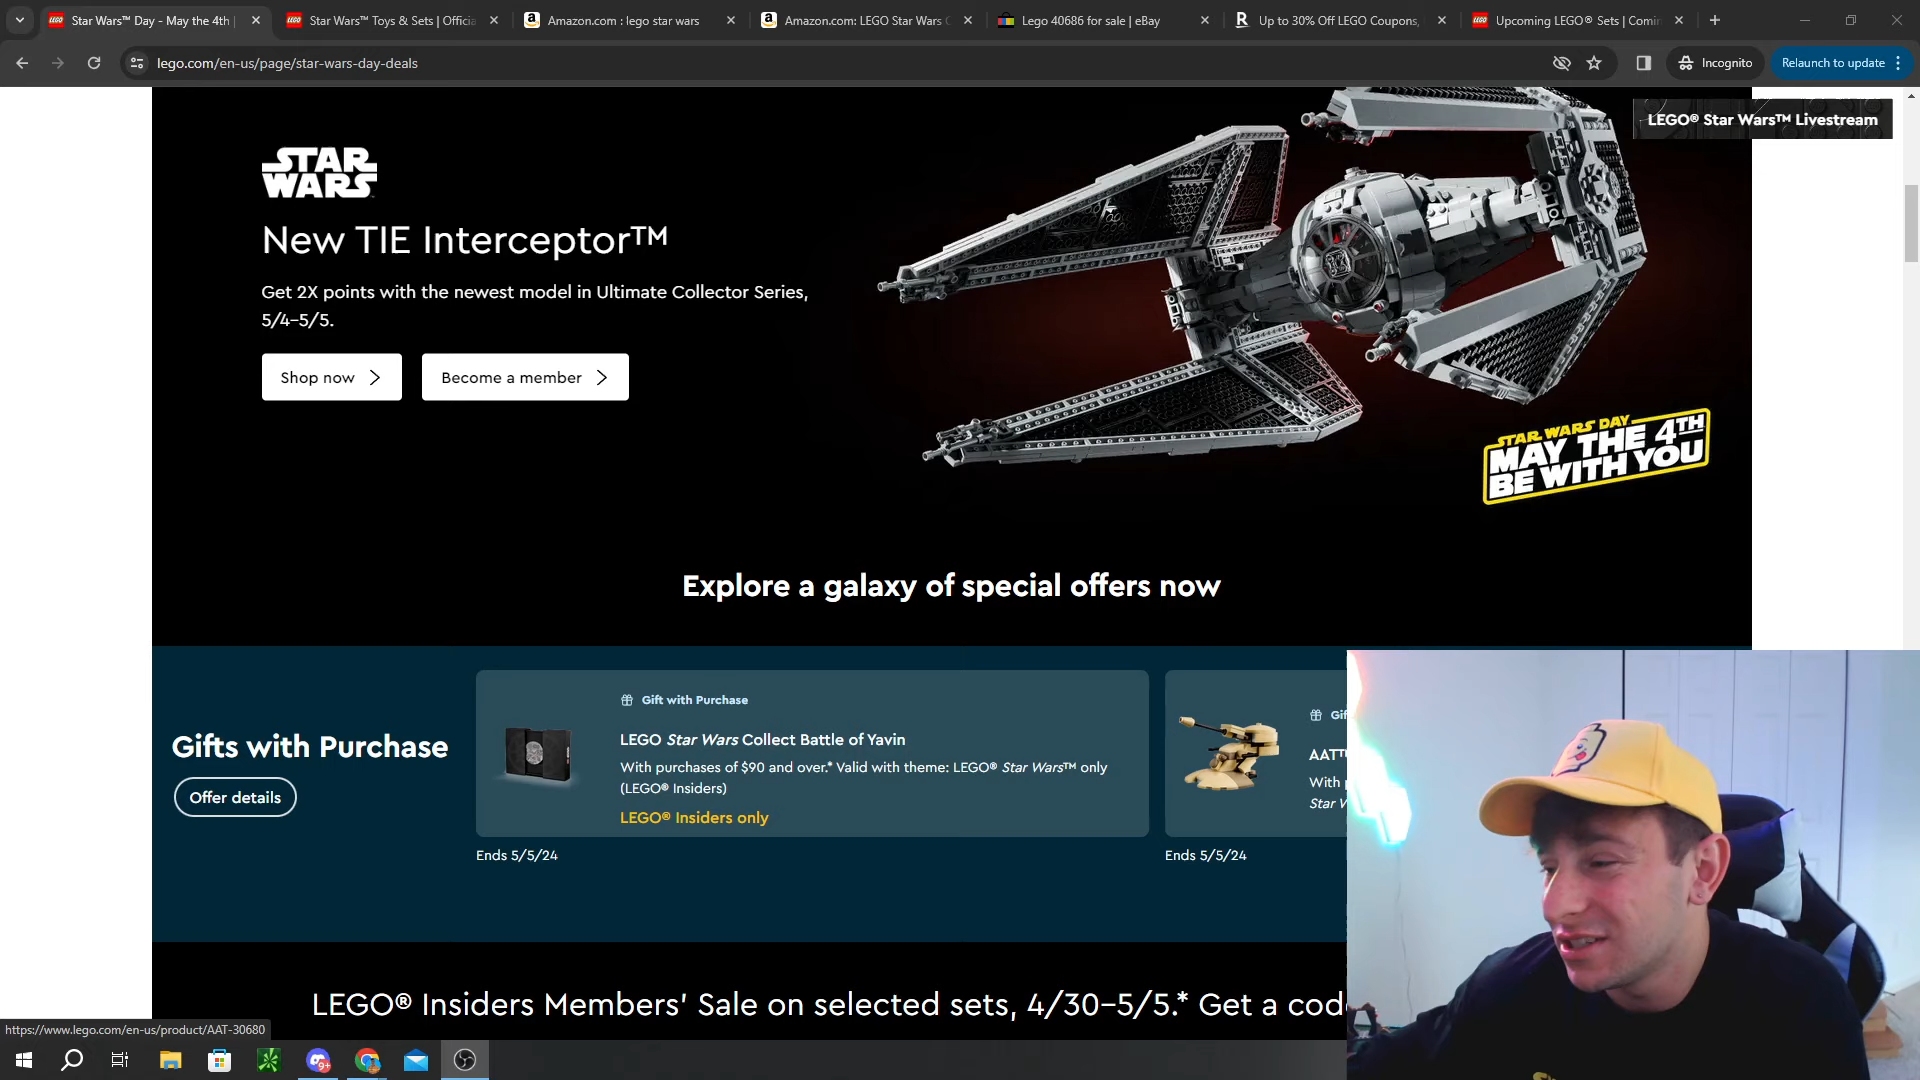 Star Wars™ Day - May the 4th
Star Wars™ Toys & Sets | Officia
Amazon.com : lego star wars
Amazon.com: LEGO Star Wars
Lego 40686 for sale | eBay
Up to 30% Off LEGO Coupons,
Upcoming LEGO® Sets | Comin
lego.com/en-us/page/star-wars-day-deals
Incognito
Relaunch to update
LEGO® Star Wars™ Livestream
STAR
WARS
New TIE Interceptor™
Get 2X points with the newest model in Ultimate Collector Series,
5/4–5/5.
Shop now
Become a member
STAR WARS DAY
MAY THE 4TH
BE WITH YOU
Explore a galaxy of special offers now
Gifts with Purchase
Offer details
Gift with Purchase
LEGO Star Wars Collect Battle of Yavin
With purchases of $90 and over.* Valid with theme: LEGO® Star Wars™ only
(LEGO® Insiders)
LEGO® Insiders only
Ends 5/5/24
Gif
AAT™
With p
Star W
Ends 5/5/24
LEGO® Insiders Members' Sale on selected sets, 4/30–5/5.* Get a cod
https://www.lego.com/en-us/product/AAT-30680
9+